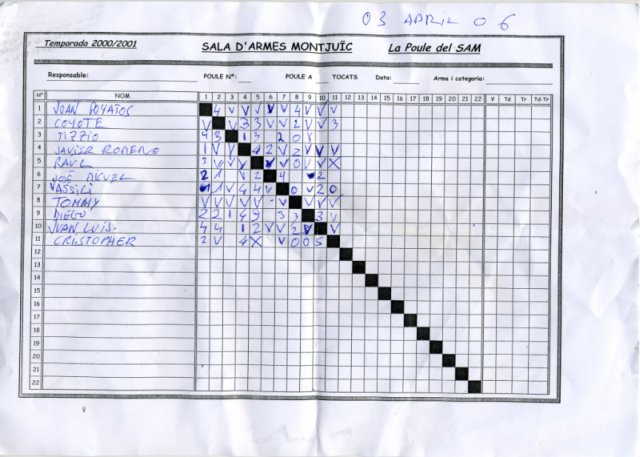 03 APRIL 06
Temporada 2000/2001 SALA D'ARMES MONTJUÏC La Poule del SAM
Responsable: POULE Nº: POULE A TOCATS Data: Arma i categoria:
Nº NOM 1 2 3 4 5 6 7 8 9 10 11 12 13 14 15 16 17 18 19 20 21 22 V Td Tr Td-Tr
1 JOAN POYATOS 4 V V V V V V 4 V V V
2 COYOTE V V 3 3 V V 2 V V 3
3 TIZZIO 4 3 1 3 2 0 V
4 JAVIER ROMERO 1 V V 4 2 V 2 V V V
5 RAUL 2 V V V V V 0 V V X
6 JOE 2 1 V 2 4 2
7 VASSILI 1 V 4 4 V 0 V 2 0
8 TOMMY V V V V V V V V V V
9 DIEGO 2 2 1 4 3 3 3 3 V
10 JUAN LUIS 4 4 1 2 V V 2 V V
11 CRISTOPHER 2 V 4 X V 0 0 5
12
13
14
15
16
17
18
19
20
21
22